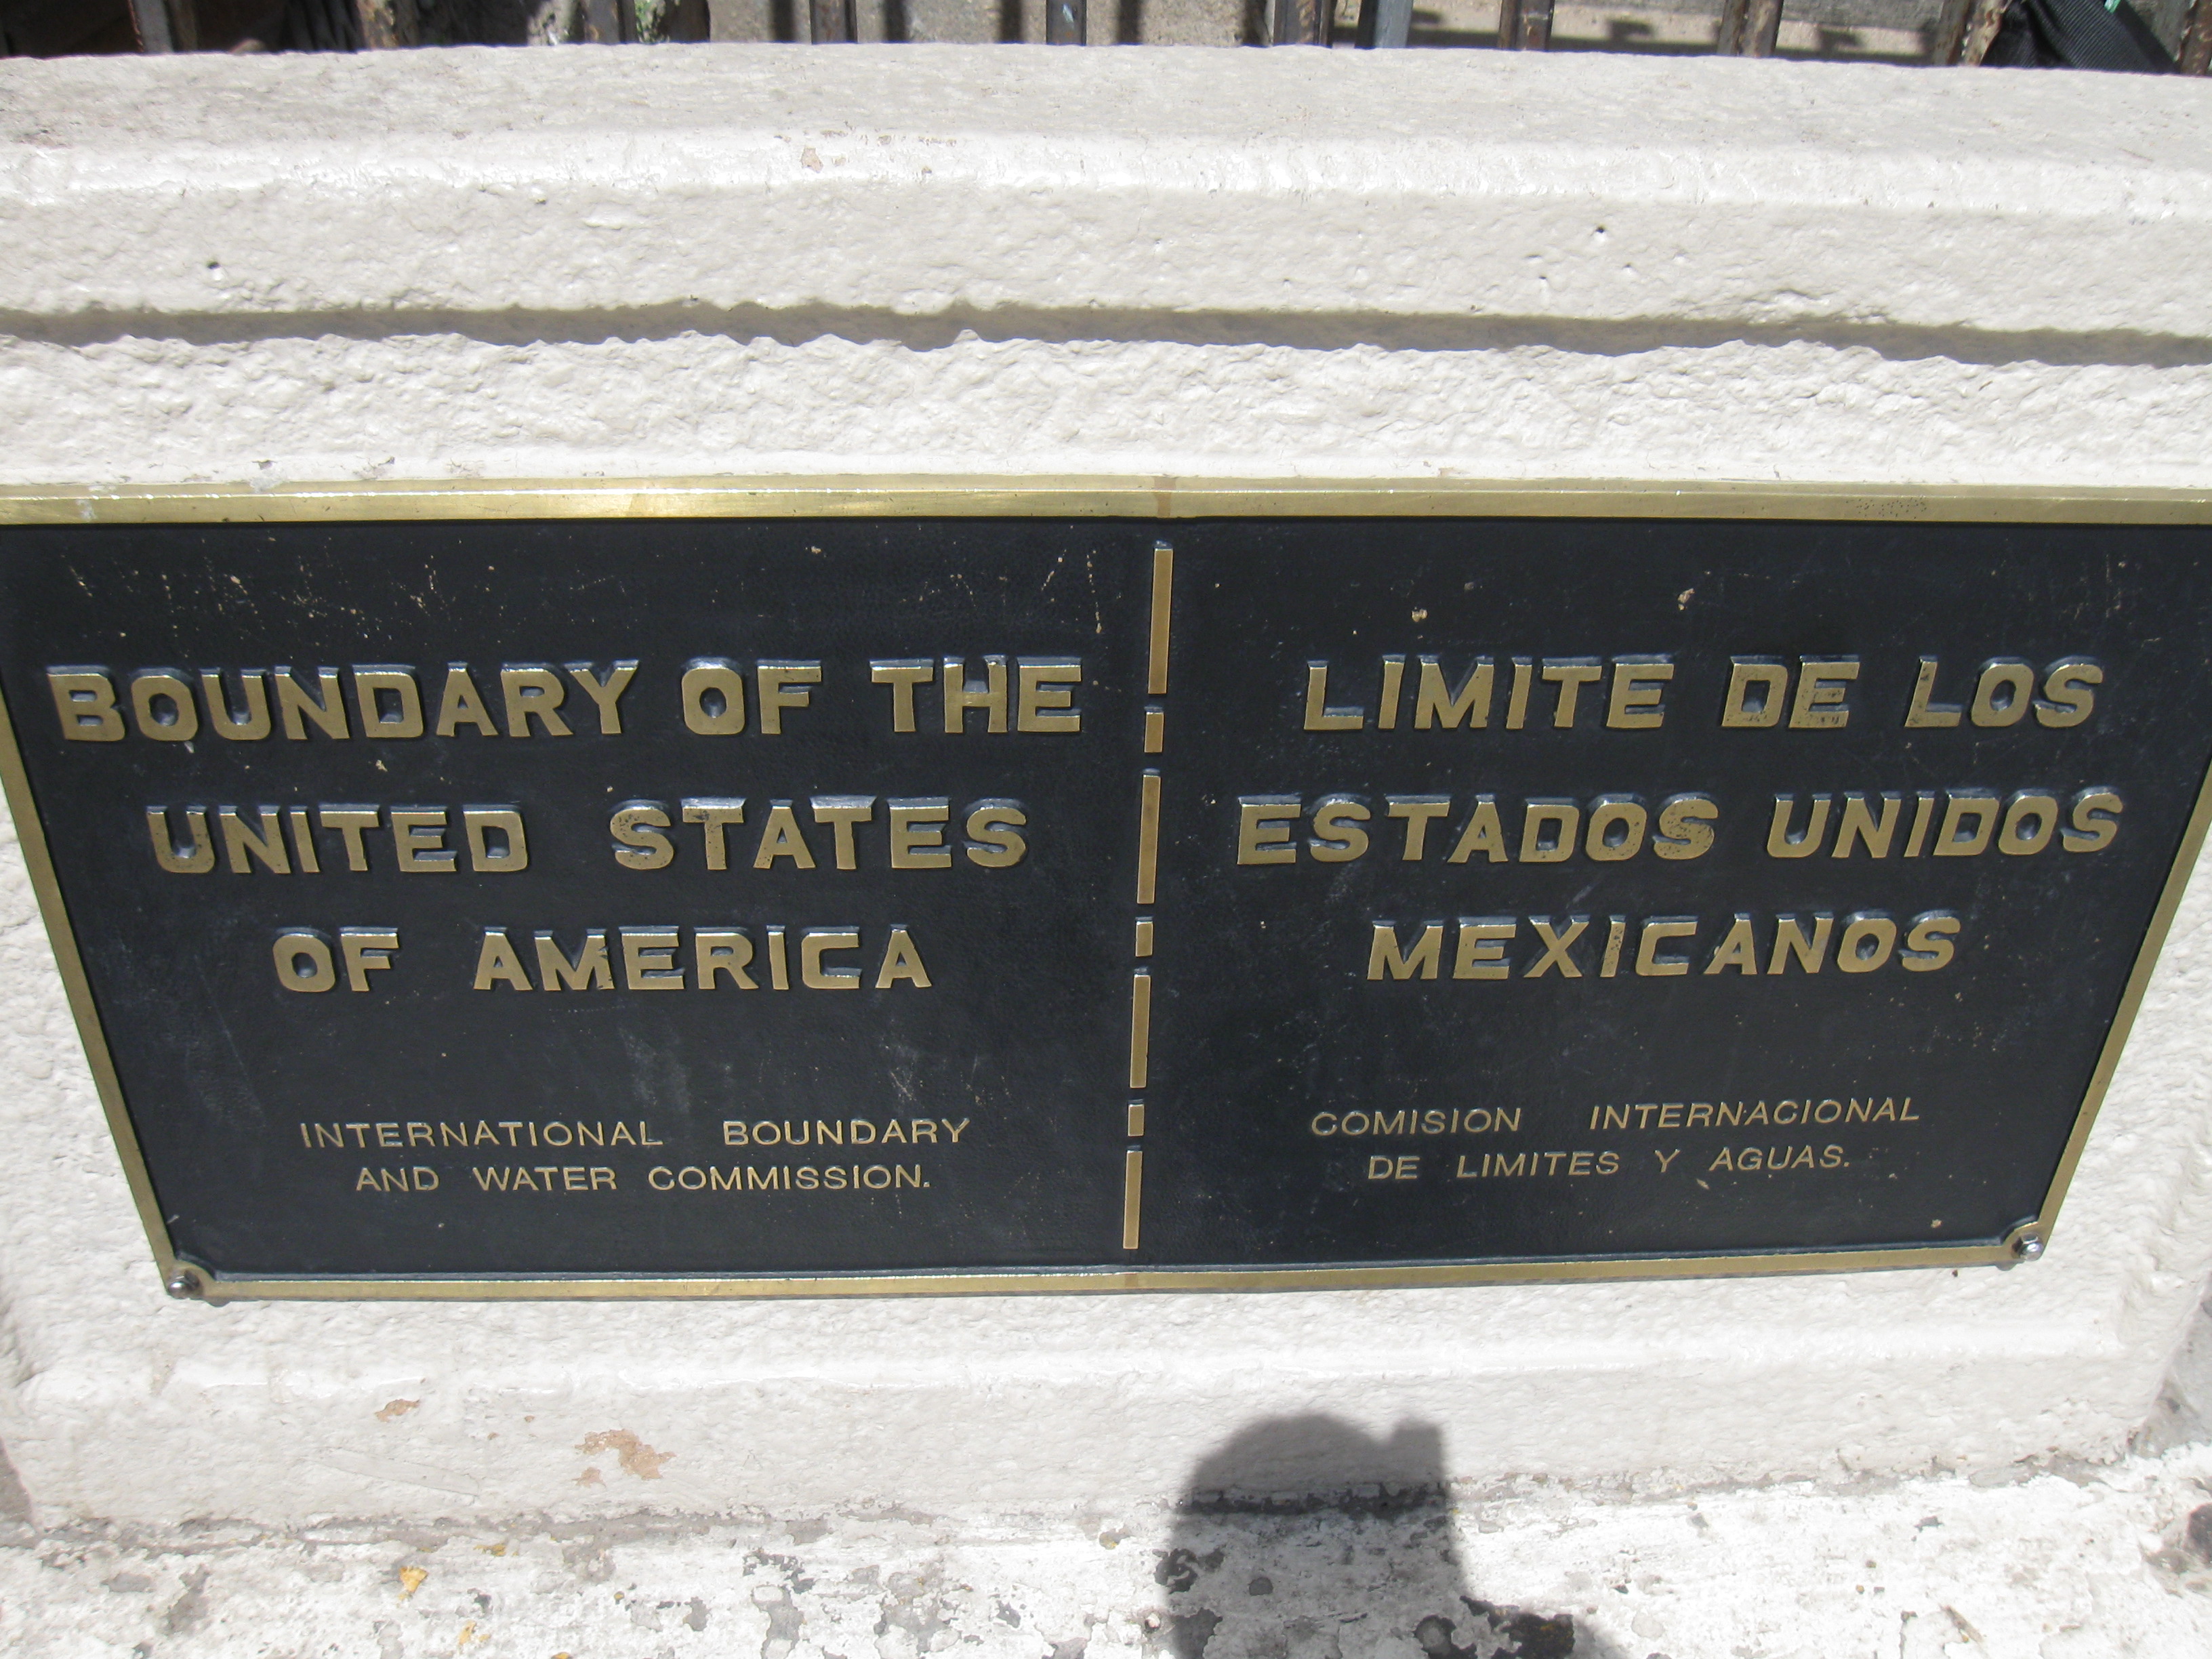 BOUNDARY OF THE
UNITED STATES
OF AMERICA
INTERNATIONAL BOUNDARY
AND WATER COMMISSION.
LIMITE DE LOS
ESTADOS UNIDOS
MEXICANOS
COMISION INTERNACIONAL
DE LIMITES Y AGUAS.